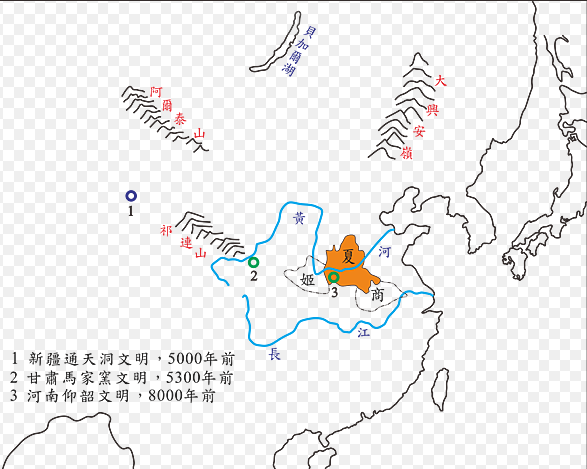 貝加爾湖
大興安嶺
阿爾泰山
1
祁連山
黃河
2
夏
姬
3
商
長江
1 新疆通天洞文明，5000年前
2 甘肅馬家窯文明，5300年前
3 河南仰韶文明，8000年前